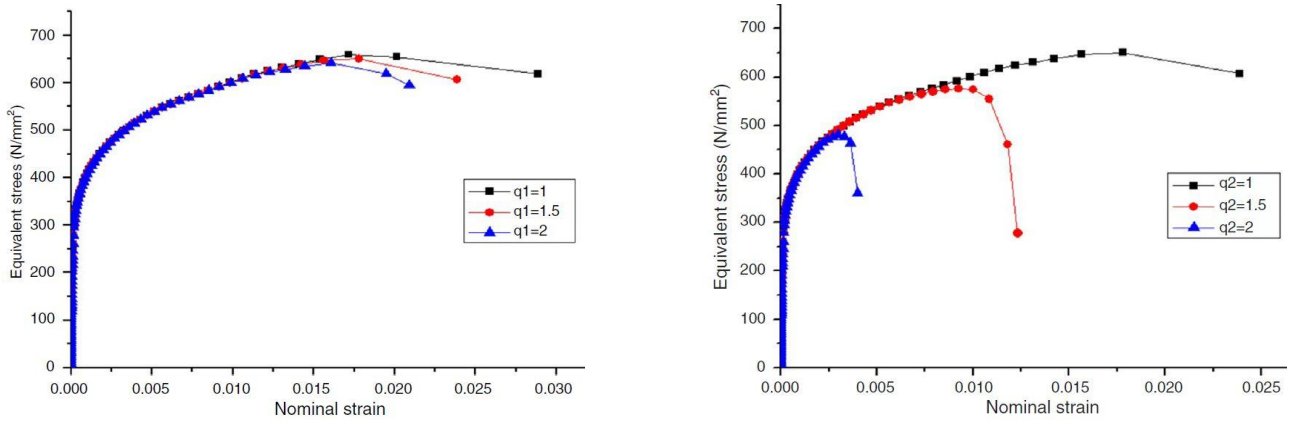 700
600
500
400
300
200
100
0
Equivalent strees (N/mm²)
q1=1
q1=1.5
q1=2
0.000 0.005 0.010 0.015 0.020 0.025 0.030
Nominal strain
700
600
500
400
300
200
100
0
Equivalent stress (N/mm²)
q2=1
q2=1.5
q2=2
0.000 0.005 0.010 0.015 0.020 0.025
Nominal strain